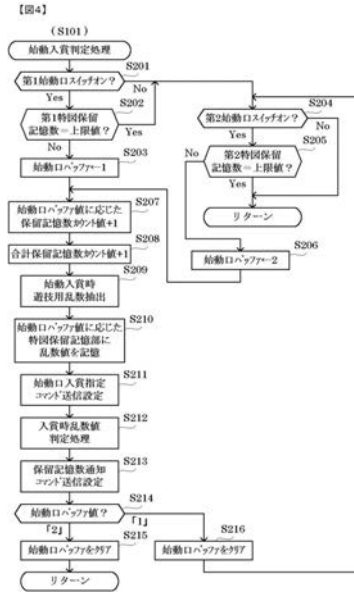 【図4】
(S101)
始動入賞判定処理
S201
第1始動口スイッチオン?
Yes
No
S202
第1特図保留
記憶数=上限値?
Yes
No
S203
始動口バッファ←1
S204
第2始動口スイッチオン?
Yes
No
S205
第2特図保留
記憶数=上限値?
No
Yes
リターン
S206
始動口バッファ←2
S207
始動口バッファ値に応じた
保留記憶数カウント値+1
S208
合計保留記憶数カウント値+1
S209
始動入賞時
遊技用乱数抽出
S210
始動口バッファ値に応じた
特図保留記憶部に
乱数値を記憶
S211
始動口入賞指定
コマンド送信設定
S212
入賞時乱数値
判定処理
S213
保留記憶数通知
コマンド送信設定
S214
始動口バッファ値?
「2」
「1」
S215
始動口バッファをクリア
S216
始動口バッファをクリア
リターン